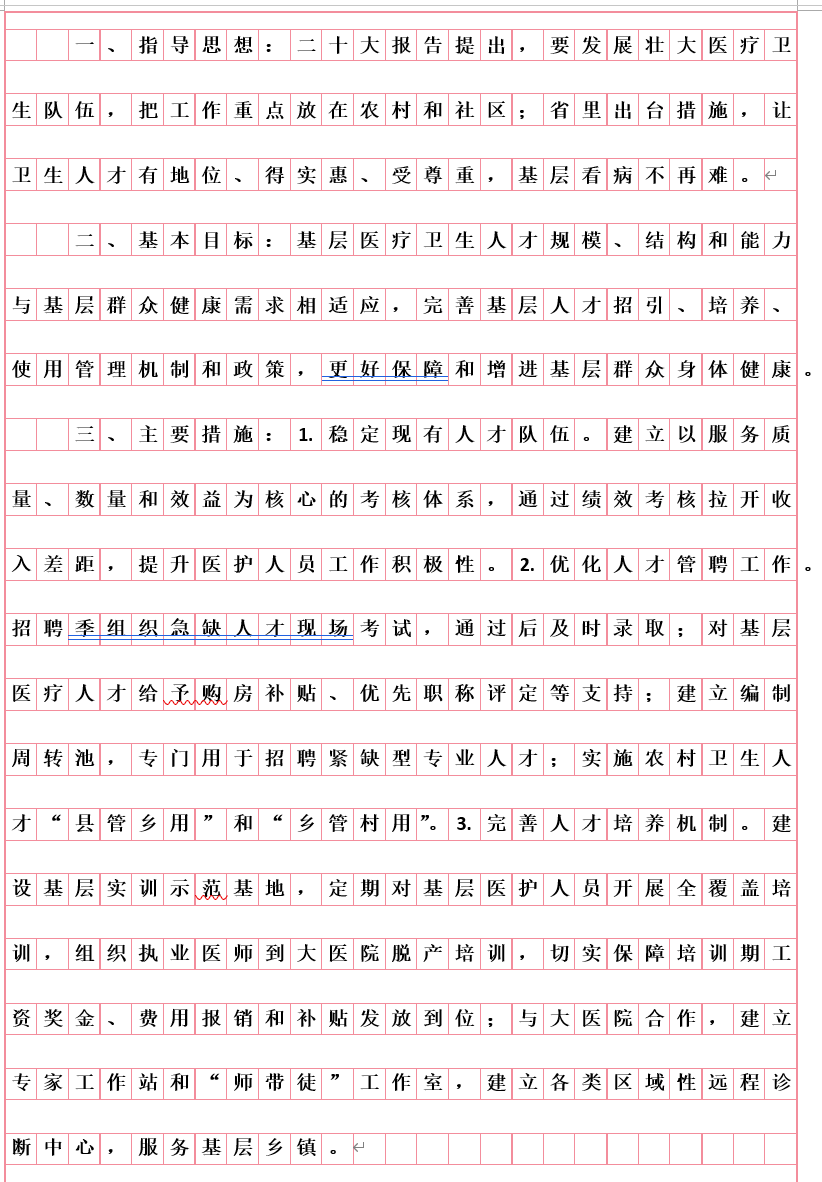 一、指导思想：二十大报告提出，要发展壮大医疗卫
生队伍，把工作重点放在农村和社区；省里出台措施，让
卫生人才有地位、得实惠、受尊重，基层看病不再难。
二、基本目标：基层医疗卫生人才规模、结构和能力
与基层群众健康需求相适应，完善基层人才招引、培养、
使用管理机制和政策，更好保障和增进基层群众身体健康。
三、主要措施：1.稳定现有人才队伍。建立以服务质
量、数量和效益为核心的考核体系，通过绩效考核拉开收
入差距，提升医护人员工作积极性。2.优化人才管聘工作。
招聘季组织急缺人才现场考试，通过后及时录取；对基层
医疗人才给予购房补贴、优先职称评定等支持；建立编制
周转池，专门用于招聘紧缺型专业人才；实施农村卫生人
才“县管乡用”和“乡管村用”。3.完善人才培养机制。建
设基层实训示范基地，定期对基层医护人员开展全覆盖培
训，组织执业医师到大医院脱产培训，切实保障培训期工
资奖金、费用报销和补贴发放到位；与大医院合作，建立
专家工作站和“师带徒”工作室，建立各类区域性远程诊
断中心，服务基层乡镇。